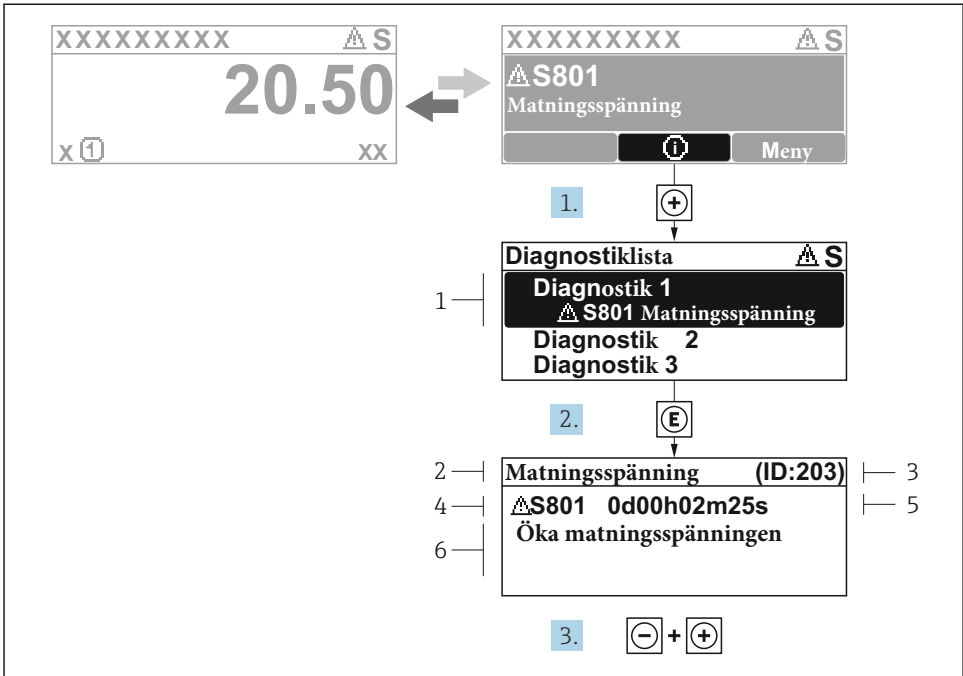 XXXXXXXXX ⚠ S
20.50
x ① xx
XXXXXXXXX ⚠ S
⚠ S801
Matningsspänning
ⓘ Meny
1. ⊕
Diagnostiklista ⚠ S
1
Diagnostik 1
⚠ S801 Matningsspänning
Diagnostik 2
Diagnostik 3
2. Ⓔ
2 Matningsspänning (ID:203) 3
4 ⚠S801 0d00h02m25s 5
6 Öka matningsspänningen
3. ⊖ + ⊕